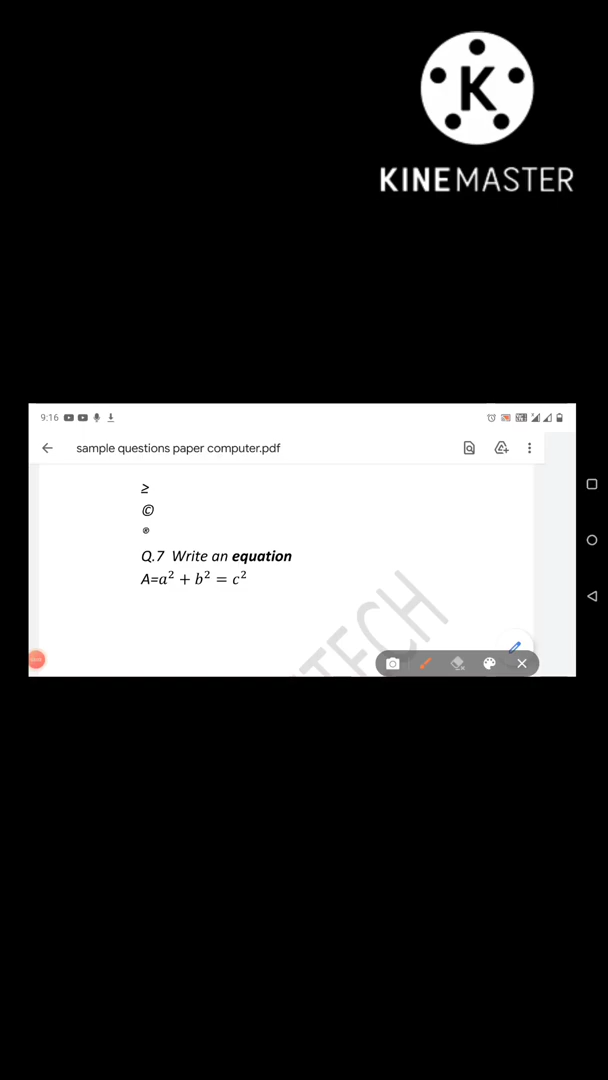 K
KINEMASTER
9:16
sample questions paper computer.pdf
≥
©
®
Q.7 Write an equation
A=a² + b² = c²
TECH